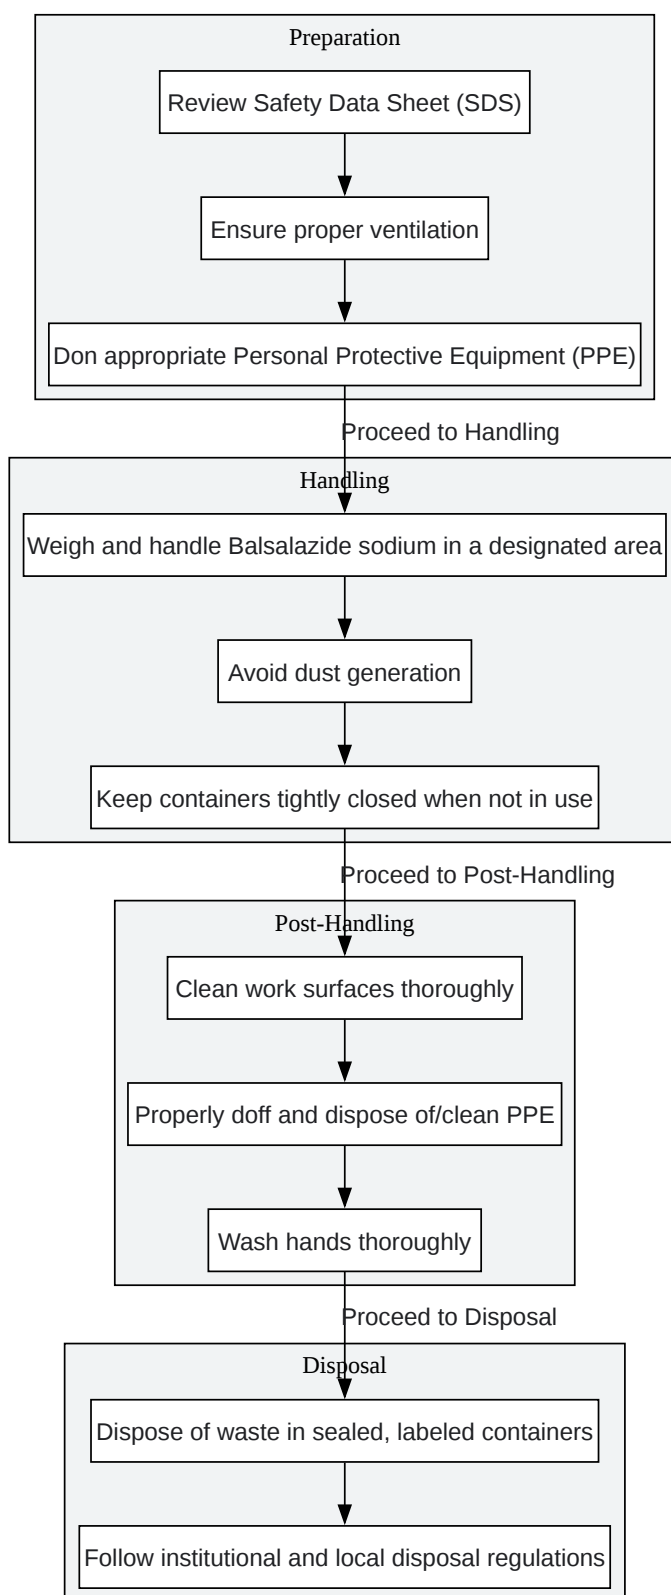 Preparation
Review Safety Data Sheet (SDS)
Ensure proper ventilation
Don appropriate Personal Protective Equipment (PPE)
Proceed to Handling
Handling
Weigh and handle Balsalazide sodium in a designated area
Avoid dust generation
Keep containers tightly closed when not in use
Proceed to Post-Handling
Post-Handling
Clean work surfaces thoroughly
Properly doff and dispose of/clean PPE
Wash hands thoroughly
Proceed to Disposal
Disposal
Dispose of waste in sealed, labeled containers
Follow institutional and local disposal regulations